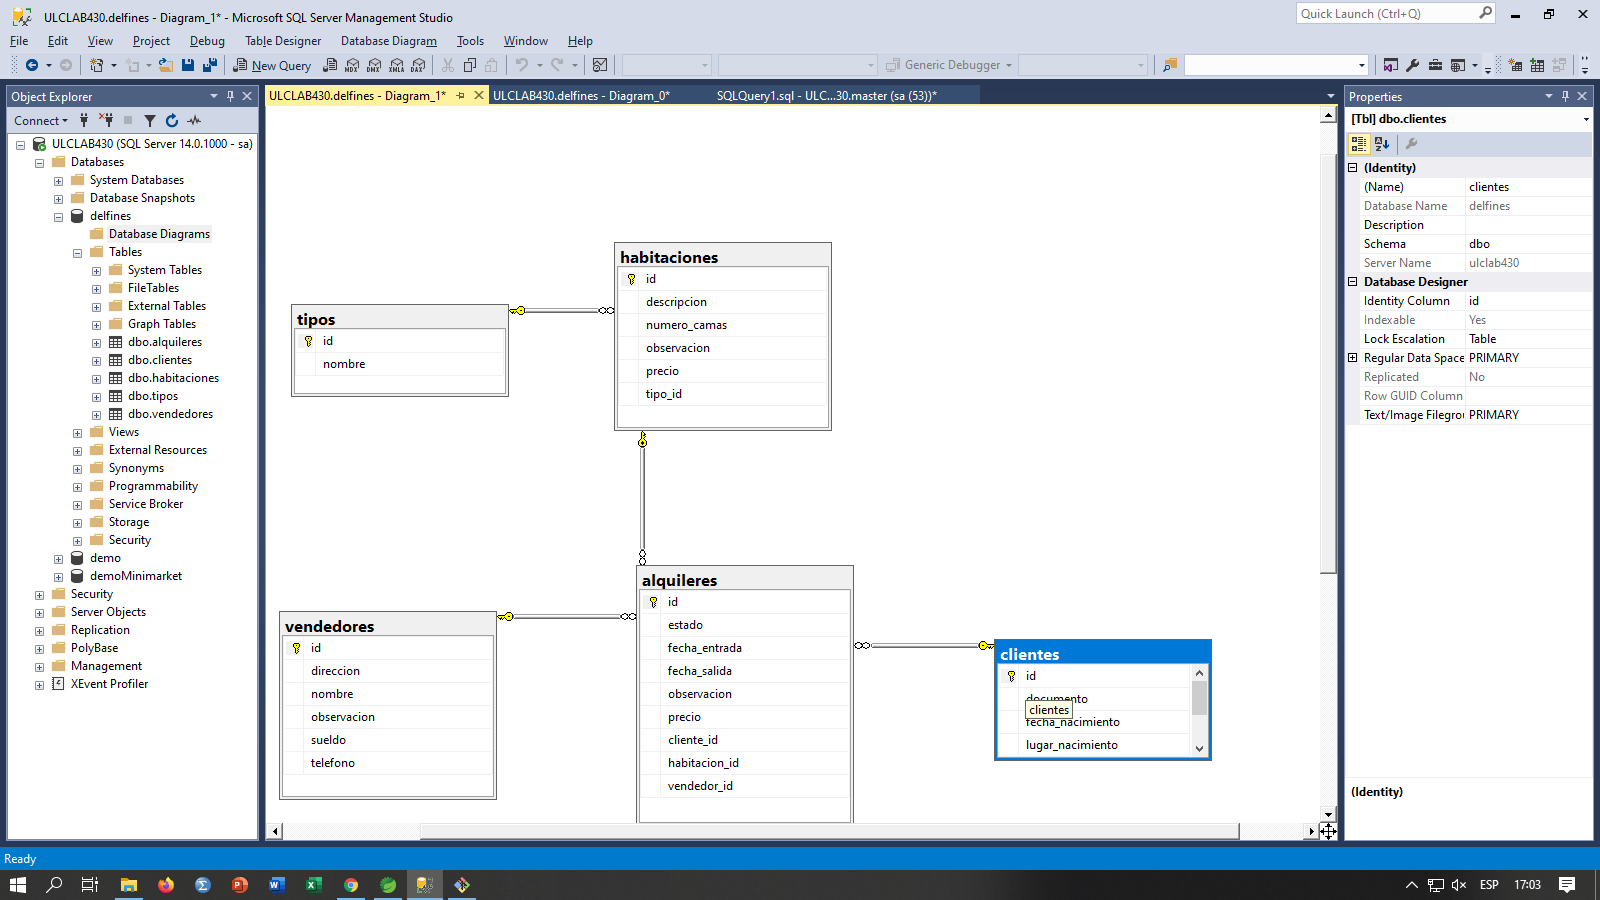 ULCLAB430.delfines - Diagram_1* - Microsoft SQL Server Management Studio
Quick Launch (Ctrl+Q)
File Edit View Project Debug Table Designer Database Diagram Tools Window Help
New Query MDX DMX XMLA DAX Generic Debugger
Object Explorer
Connect
ULCLAB430 (SQL Server 14.0.1000 - sa)
Databases
System Databases
Database Snapshots
delfines
Database Diagrams
Tables
System Tables
FileTables
External Tables
Graph Tables
dbo.alquileres
dbo.clientes
dbo.habitaciones
dbo.tipos
dbo.vendedores
Views
External Resources
Synonyms
Programmability
Service Broker
Storage
Security
demo
demoMinimarket
Security
Server Objects
Replication
PolyBase
Management
XEvent Profiler
ULCLAB430.delfines - Diagram_1* ULCLAB430.delfines - Diagram_0* SQLQuery1.sql - ULC...30.master (sa (53))*
tipos
id
nombre
habitaciones
id
descripcion
numero_camas
observacion
precio
tipo_id
vendedores
id
direccion
nombre
observacion
sueldo
telefono
alquileres
id
estado
fecha_entrada
fecha_salida
observacion
precio
cliente_id
habitacion_id
vendedor_id
clientes
id
documento
clientes
fecha_nacimiento
lugar_nacimiento
Properties
[Tbl] dbo.clientes
(Identity)
(Name) clientes
Database Name delfines
Description
Schema dbo
Server Name ulclab430
Database Designer
Identity Column id
Indexable Yes
Lock Escalation Table
Regular Data Space PRIMARY
Replicated No
Row GUID Column
Text/Image Filegrou PRIMARY
(Identity)
Ready
ESP 17:03